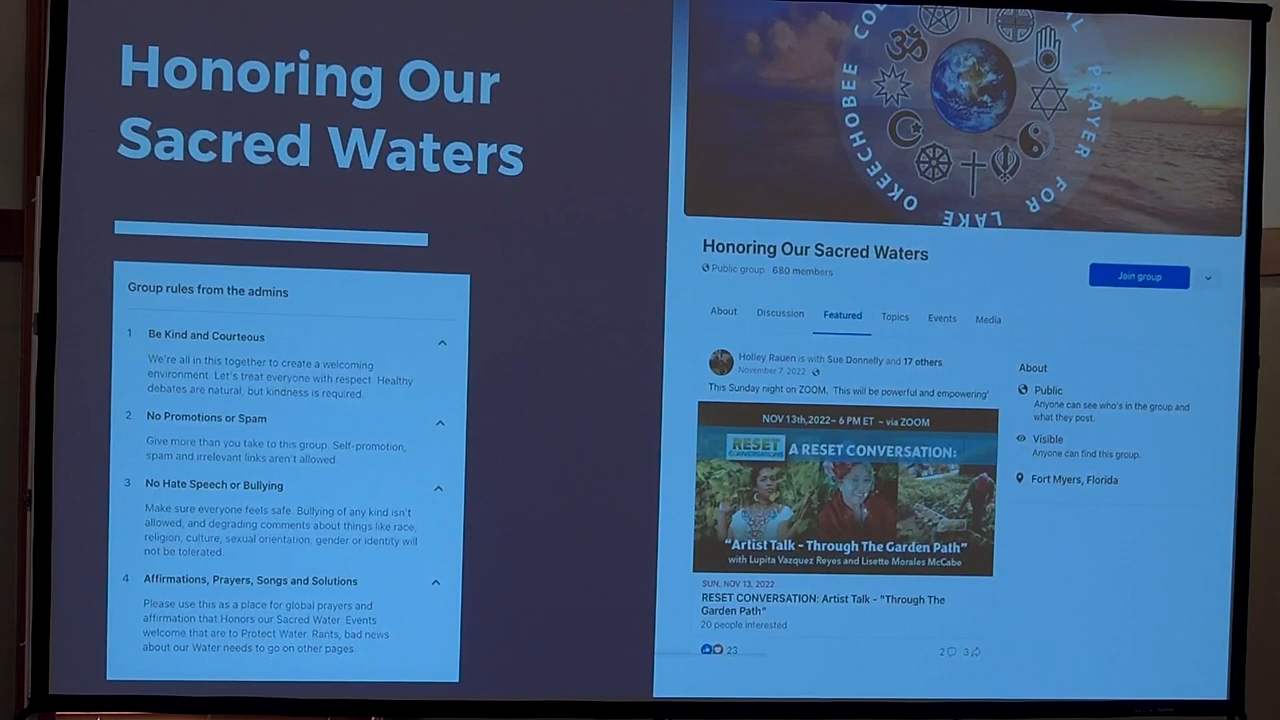 Honoring Our
Sacred Waters
Group rules from the admins
1 Be Kind and Courteous
We're all in this together to create a welcoming
environment. Let's treat everyone with respect. Healthy
debates are natural, but kindness is required.
2 No Promotions or Spam
Give more than you take to this group. Self-promotion,
spam and irrelevant links aren't allowed.
3 No Hate Speech or Bullying
Make sure everyone feels safe. Bullying of any kind isn't
allowed, and degrading comments about things like race,
religion, culture, sexual orientation, gender or identity will
not be tolerated.
4 Affirmations, Prayers, Songs and Solutions
Please use this as a place for global prayers and
affirmation that Honors our Sacred Water. Events
welcome that are to Protect Water. Rants, bad news
about our Water needs to go on other pages.
PRAYER FOR LAKE OKEECHOBEE
Honoring Our Sacred Waters
Public group · 680 members
Join group
About Discussion Featured Topics Events Media
Holley Rauen is with Sue Donnelly and 17 others.
November 7, 2022
This Sunday night on ZOOM. This will be powerful and empowering'
NOV 13th,2022~ 6 PM ET ~ via ZOOM
RESET
CONVERSATIONS
A RESET CONVERSATION:
"Artist Talk - Through The Garden Path"
with Lupita Vazquez Reyes and Lisette Morales McCabe
SUN, NOV 13, 2022
RESET CONVERSATION: Artist Talk - "Through The
Garden Path"
20 people interested
23
2 3
About
Public
Anyone can see who's in the group and
what they post.
Visible
Anyone can find this group.
Fort Myers, Florida